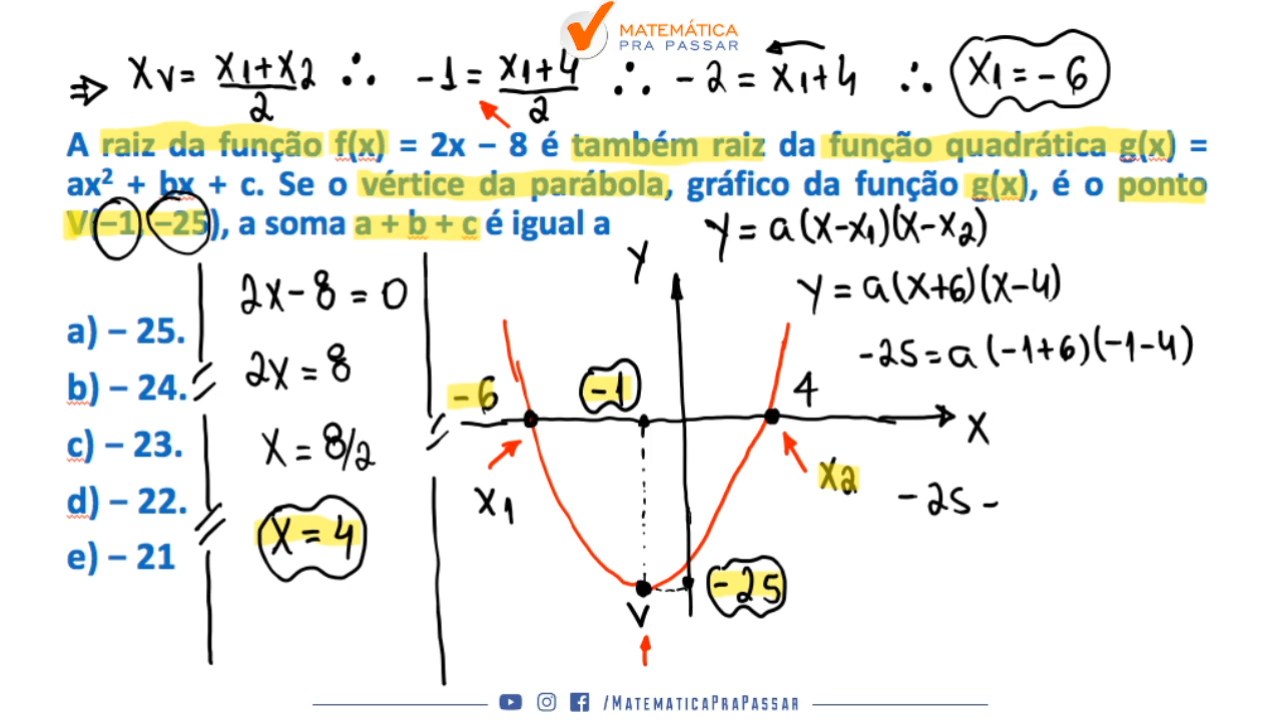 MATEMÁTICA
PRA PASSAR
⇒ Xv = X1+X2/2 ∴ -1 = X1+4/2 ∴ -2 = X1+4 ∴ X1 = -6
A raiz da função f(x) = 2x – 8 é também raiz da função quadrática g(x) =
ax² + bx + c. Se o vértice da parábola, gráfico da função g(x), é o ponto
V(–1, –25), a soma a + b + c é igual a
Y = a(X-X1)(X-X2)
Y = a(X+6)(X-4)
-25 = a(-1+6)(-1-4)
-25 -
2X-8 = 0
2X = 8
X = 8/2
X = 4
a) – 25.
b) – 24.
c) – 23.
d) – 22.
e) – 21
Y
-6
-1
4
X
X1
X2
-25
V
/MatematicaPraPassar